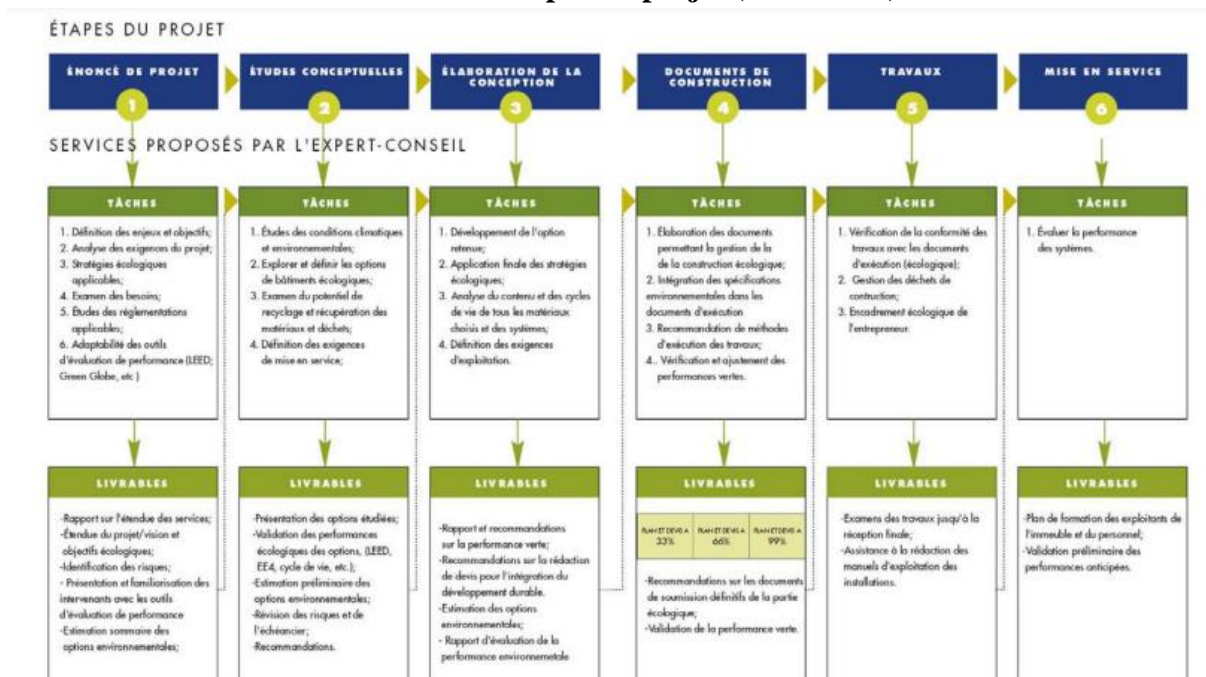 ÉTAPES DU PROJET
ÉNONCÉ DE PROJET
1
ÉTUDES CONCEPTUELLES
2
ÉLABORATION DE LA
CONCEPTION
3
DOCUMENTS DE
CONSTRUCTION
4
TRAVAUX
5
MISE EN SERVICE
6
SERVICES PROPOSÉS PAR L'EXPERT-CONSEIL
TÂCHES
1. Définition des enjeux et objectifs;
2. Analyse des exigences du projet;
3. Stratégies écologiques
applicables;
4. Examen des besoins;
5. Études des réglementations
applicables;
6. Adaptabilité des outils
d'évaluation de performance (LEED;
Green Globe, etc )
TÂCHES
1. Études des conditions climatiques
et environnementales;
2. Explorer et définir les options
de bâtiments écologiques;
3. Examen du potentiel de
recyclage et récupération des
matériaux et déchets;
4. Définition des exigences
de mise en service;
TÂCHES
1. Développement de l'option
retenue;
2. Application finale des stratégies
écologiques;
3. Analyse du contenu et des cycles
de vie de tous les matériaux
choisis et des systèmes;
4. Définition des exigences
d'exploitation.
TÂCHES
1. Élaboration des documents
permettant la gestion de la
de la construction écologique;
2. Intégration des spécifications
environnementales dans les
documents d'exécution
3. Recommandation de méthodes
d'exécution des travaux;
4.. Vérification et ajustement des
performances vertes.
TÂCHES
1. Vérification de la conformité des
travaux avec les documents
d'exécution (écologique);
2. Gestion des déchets de
contruction;
3. Encadrement écologique de
l'entrepreneur.
TÂCHES
1. Évaluer la performance
des systèmes.
LIVRABLES
-Rapport sur l'étendue des services;
-Étendue du projet/vision et
objectifs écologiques;
-Identification des risques;
- Présentation et familiarisation des
intervenants avec les outils
d'évaluation de performance
-Estimation sommaire des
options environnementales;
LIVRABLES
-Présentation des options étudiées;
-Validation des performances
écologiques des options, (LEED,
EE4, cycle de vie, etc.);
-Estimation préliminaire des
options environnementales;
-Révision des risques et de
l'échéancier;
-Recommandations.
LIVRABLES
-Rapport et recommandations
sur la performance verte;
-Recommandations sur la rédaction
de devis pour l'intégration du
développement durable.
-Estimation des options
environnementales;
- Rapport d'évaluation de la
performance environnemetale
LIVRABLES
PLAN ET DEVIS A
33%
PLAN ET DEVIS A
66%
PLAN ET DEVIS A
99%
-Recommandations sur les documents
de soumission définitifs de la partie
écologique;
-Validation de la performance verte.
LIVRABLES
-Examens des travaux jusqu'à la
réception finale;
-Assistance à la rédaction des
manuels d'exploitation des
installations.
LIVRABLES
-Plan de formation des exploitants de
l'immeuble et du personnel;
-Validation préliminaire des
performances anticipées.